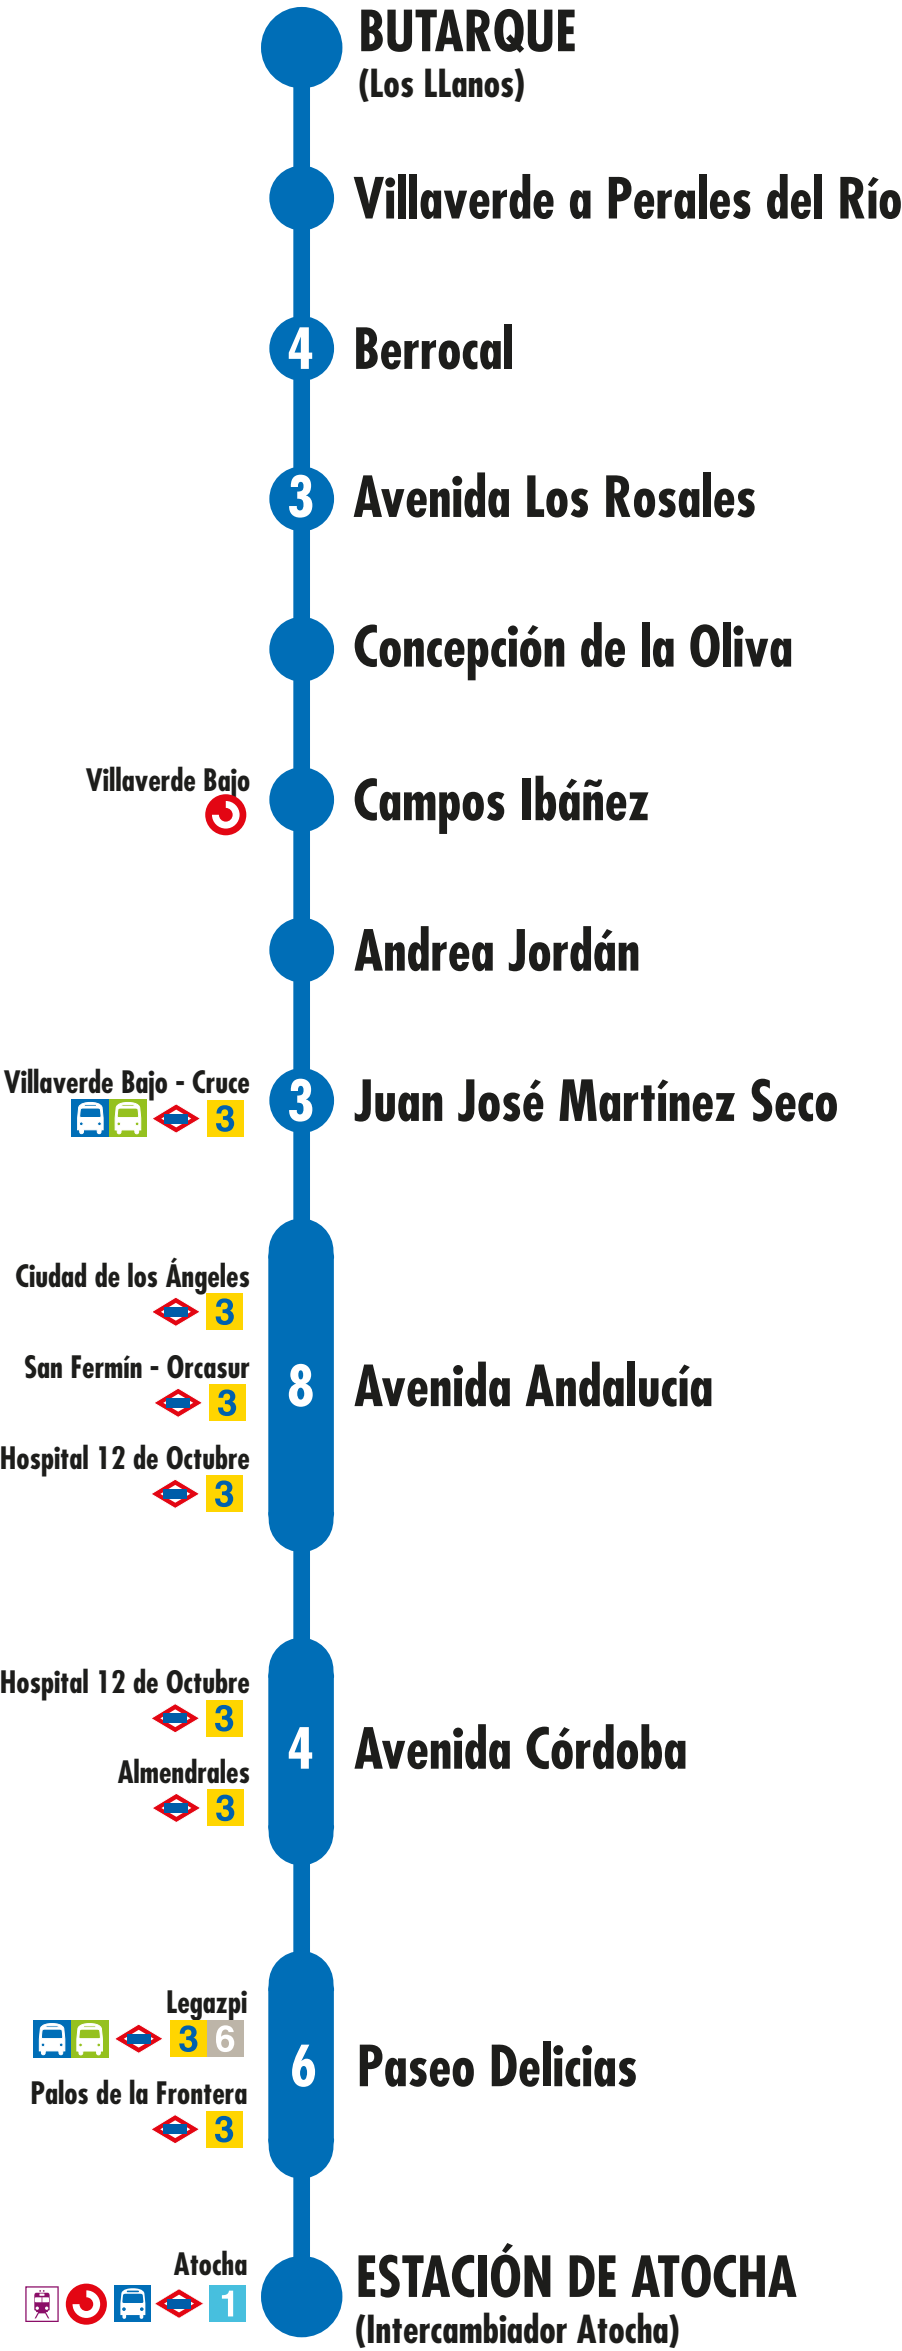 BUTARQUE
(Los LLanos)
Villaverde a Perales del Río
4 Berrocal
3 Avenida Los Rosales
Concepción de la Oliva
Villaverde Bajo
Campos Ibáñez
Andrea Jordán
Villaverde Bajo - Cruce
3
3 Juan José Martínez Seco
Ciudad de los Ángeles
3
San Fermín - Orcasur
3
Hospital 12 de Octubre
3
8 Avenida Andalucía
Hospital 12 de Octubre
3
Almendrales
3
4 Avenida Córdoba
Legazpi
3 6
Palos de la Frontera
3
6 Paseo Delicias
Atocha
1
ESTACIÓN DE ATOCHA
(Intercambiador Atocha)